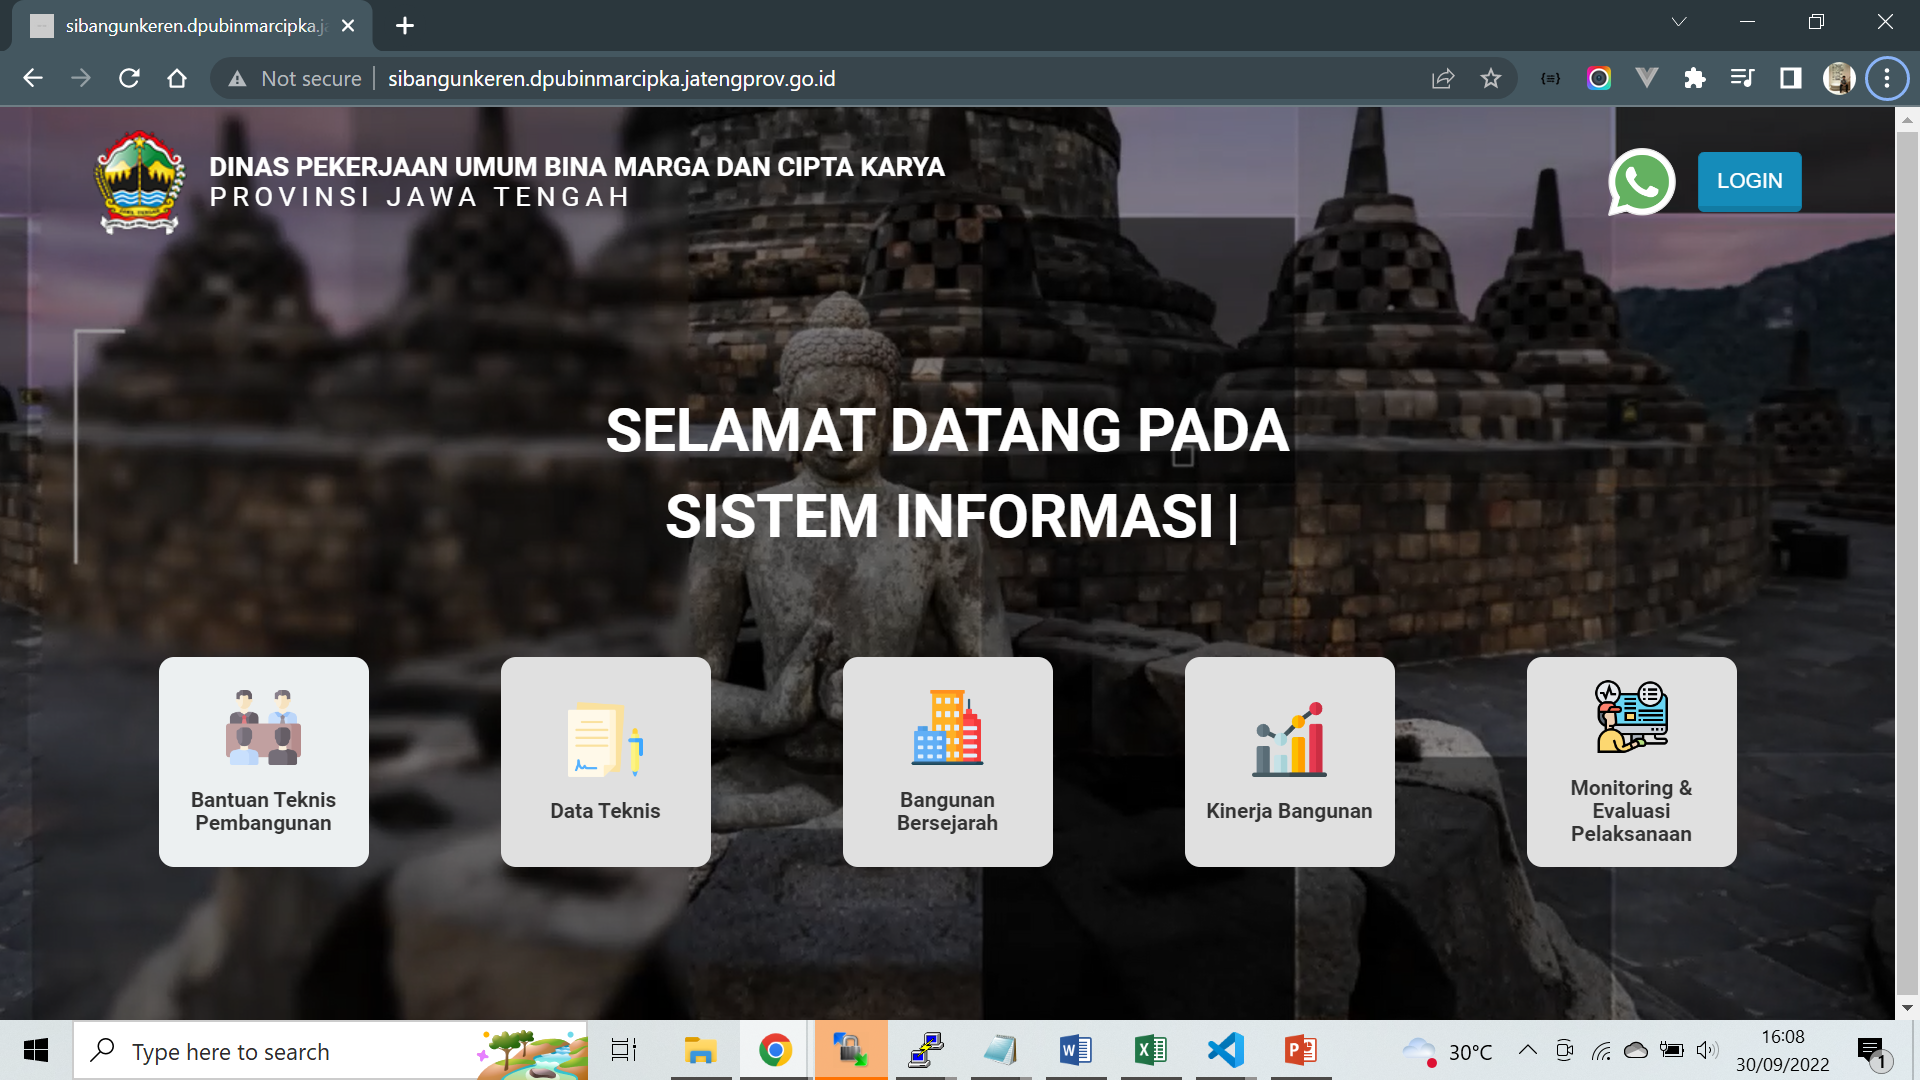 sibangunkeren.dpubinmarcipka.j
Not secure
sibangunkeren.dpubinmarcipka.jatengprov.go.id
DINAS PEKERJAAN UMUM BINA MARGA DAN CIPTA KARYA
PROVINSI JAWA TENGAH
LOGIN
SELAMAT DATANG PADA
SISTEM INFORMASI |
Bantuan Teknis
Pembangunan
Data Teknis
Bangunan
Bersejarah
Kinerja Bangunan
Monitoring &
Evaluasi
Pelaksanaan
Type here to search
30°C
16:08
30/09/2022
1